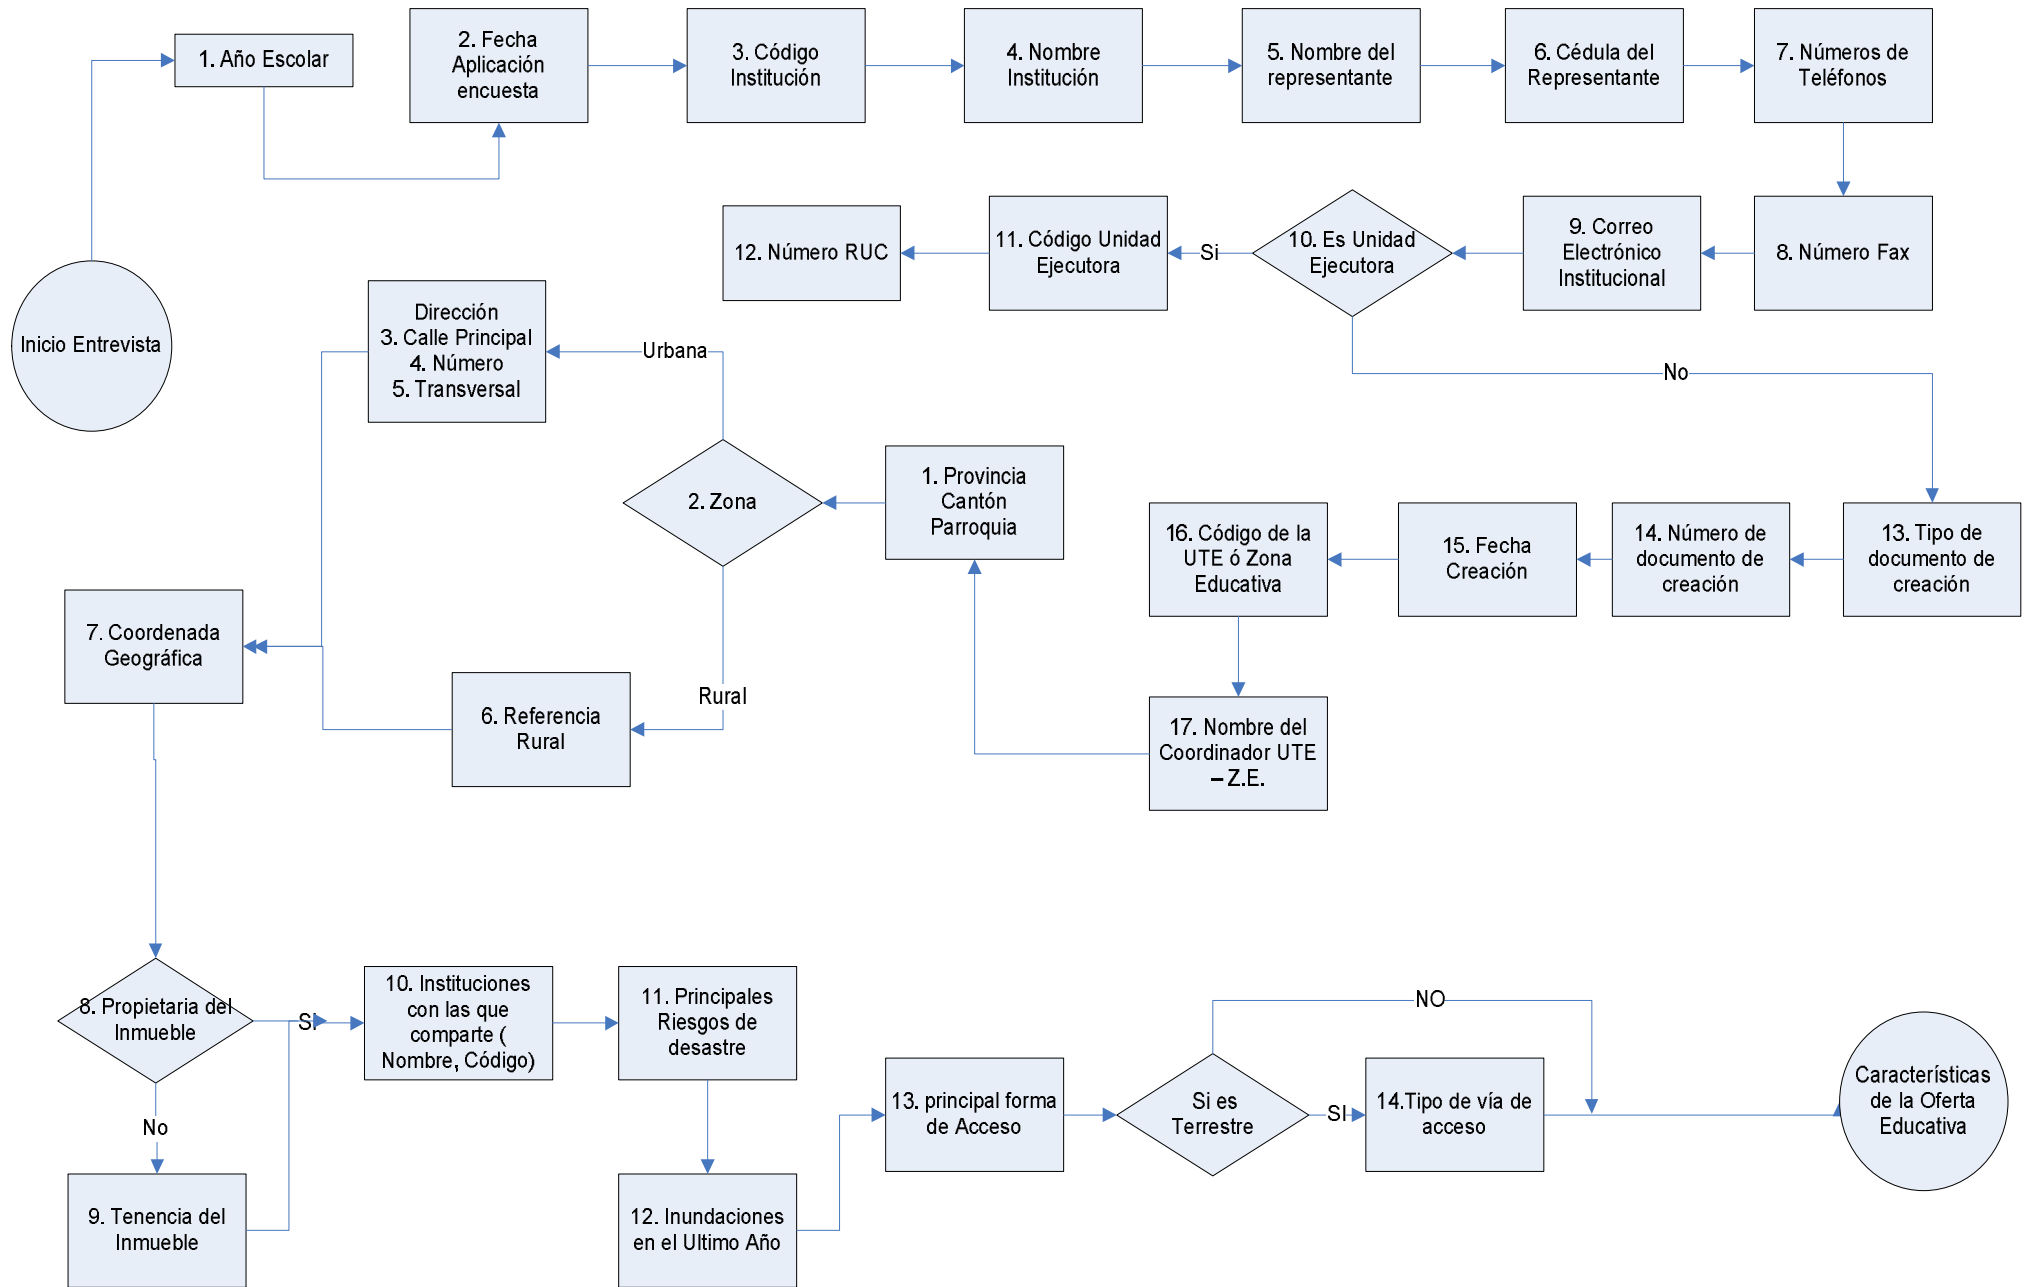 1. Año Escolar
2. Fecha
Aplicación
encuesta
3. Código
Institución
4. Nombre
Institución
5. Nombre del
representante
6. Cédula del
Representante
7. Números de
Teléfonos
8. Número Fax
9. Correo
Electrónico
Institucional
10. Es Unidad
Ejecutora
Si
11. Código Unidad
Ejecutora
12. Número RUC
No
Inicio Entrevista
Dirección
3. Calle Principal
4. Número
5. Transversal
Urbana
2. Zona
1. Provincia
Cantón
Parroquia
16. Código de la
UTE ó Zona
Educativa
15. Fecha
Creación
14. Número de
documento de
creación
13. Tipo de
documento de
creación
7. Coordenada
Geográfica
6. Referencia
Rural
Rural
17. Nombre del
Coordinador UTE
– Z.E.
8. Propietaria del
Inmueble
SI
No
9. Tenencia del
Inmueble
10. Instituciones
con las que
comparte (
Nombre, Código)
11. Principales
Riesgos de
desastre
12. Inundaciones
en el Ultimo Año
13. principal forma
de Acceso
Si es
Terrestre
NO
SI
14.Tipo de vía de
acceso
Características
de la Oferta
Educativa